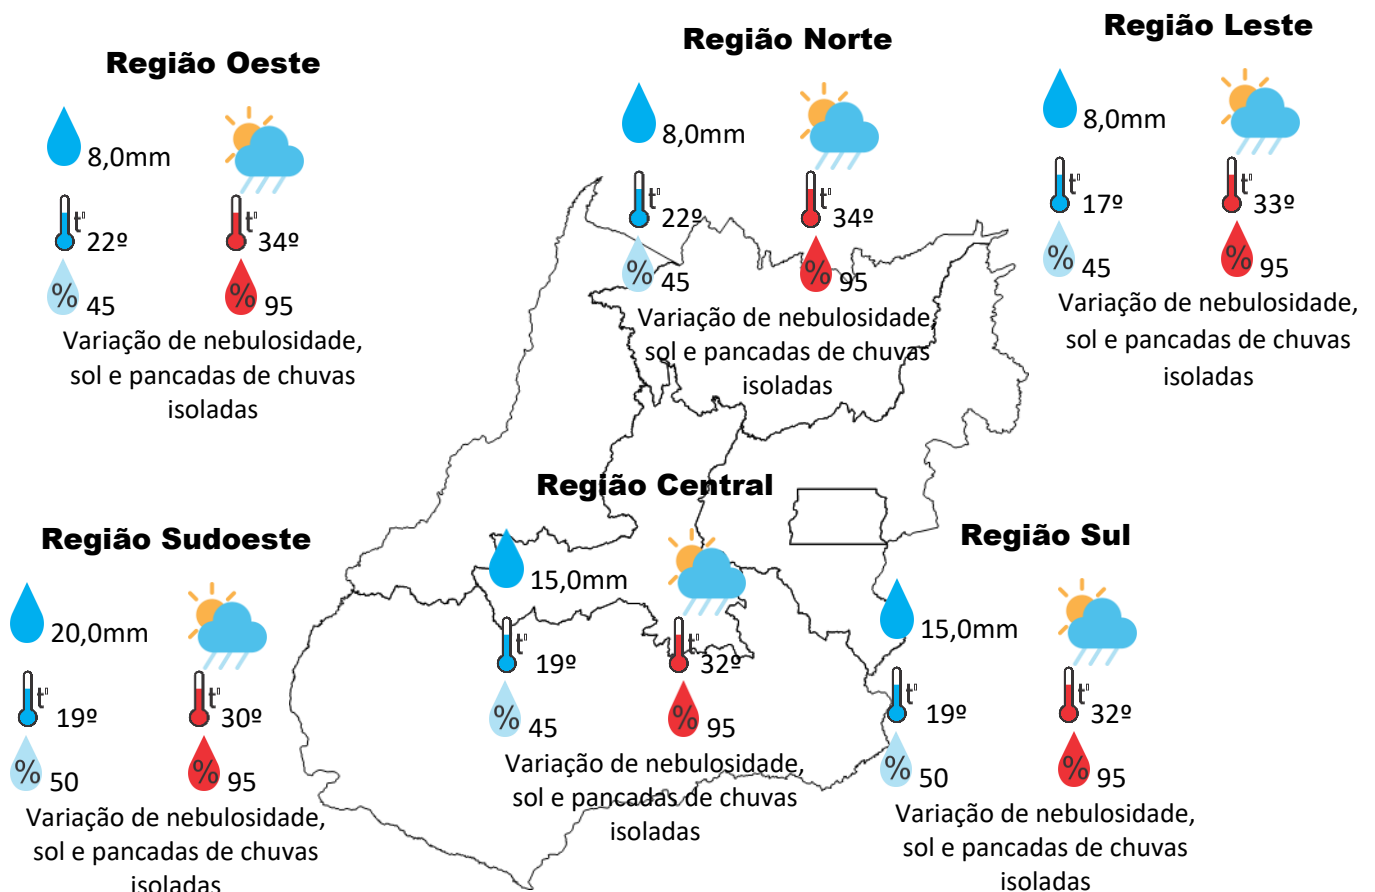 Região Oeste
8,0mm
t°
22º
t°
34º
% 45
% 95
Variação de nebulosidade,
sol e pancadas de chuvas
isoladas
Região Norte
8,0mm
t°
22º
t°
34º
% 45
% 95
Variação de nebulosidade,
sol e pancadas de chuvas
isoladas
Região Leste
8,0mm
t°
17º
t°
33º
% 45
% 95
Variação de nebulosidade,
sol e pancadas de chuvas
isoladas
Região Sudoeste
20,0mm
t°
19º
t°
30º
% 50
% 95
Variação de nebulosidade,
sol e pancadas de chuvas
isoladas
Região Central
15,0mm
t°
19º
t°
32º
% 45
% 95
Variação de nebulosidade,
sol e pancadas de chuvas
isoladas
Região Sul
15,0mm
t°
19º
t°
32º
% 50
% 95
Variação de nebulosidade,
sol e pancadas de chuvas
isoladas